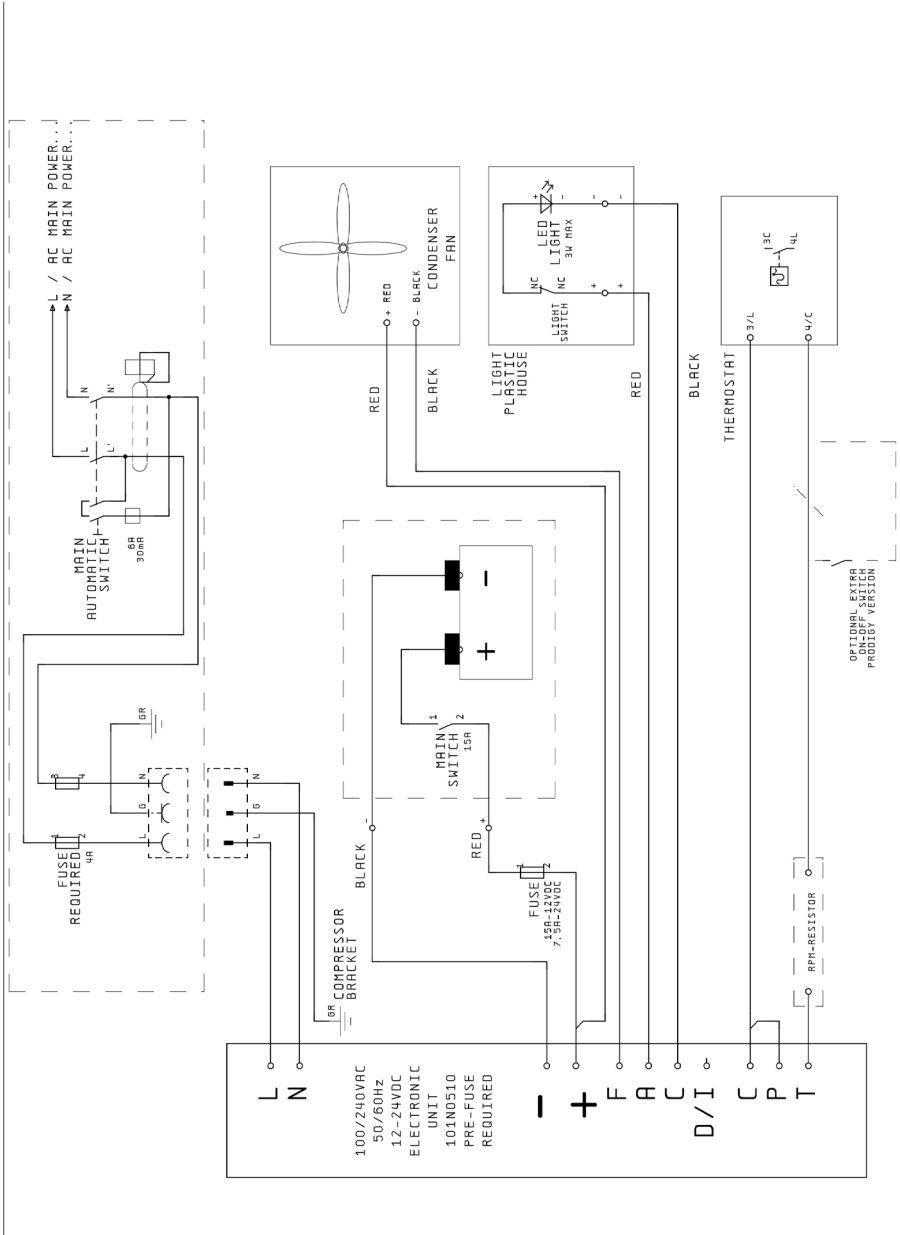 L / AC MAIN POWER...
N / AC MAIN POWER...
N
N'
L
L'
MAIN
AUTOMATIC
SWITCH
6A
30mA
GR
3
4
1
2
FUSE
REQUIRED
4A
N
G
L
N
G
L
GR
COMPRESSOR
BRACKET
CONDENSER
FAN
+ RED
- BLACK
RED
BLACK
+
-
LED
LIGHT
3W MAX
-
-
NC
NC
LIGHT
SWITCH
+
+
LIGHT
PLASTIC
HOUSE
RED
BLACK
3C
4L
3/L
4/C
THERMOSTAT
OPTIONAL EXTRA
ON-OFF SWITCH
PRODIGY VERSION
-
+
1
2
MAIN
SWITCH
15A
-
BLACK
+
RED
1
2
FUSE
15A-12VDC
7.5A-24VDC
RPM-RESISTOR
L
N
100/240VAC
50/60Hz
12-24VDC
ELECTRONIC
UNIT
101N0510
PRE-FUSE
REQUIRED
-
+
F
A
C
D/I
C
P
T